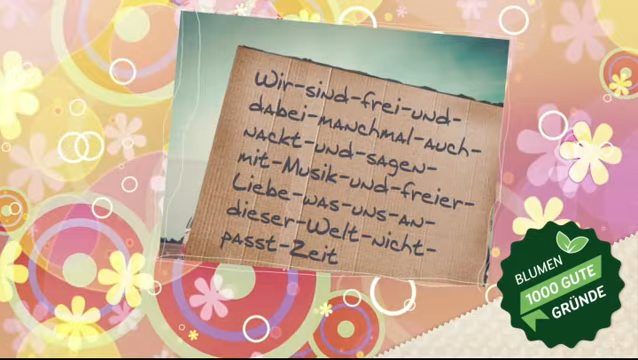 Wir-sind-frei-und-
dabei-manchmal-auch-
nackt-und-sagen-
mit-Musik-und-freier-
Liebe-was-uns-an-
dieser-Welt-nicht-
passt-Zeit
BLUMEN
1000 GUTE
GRÜNDE